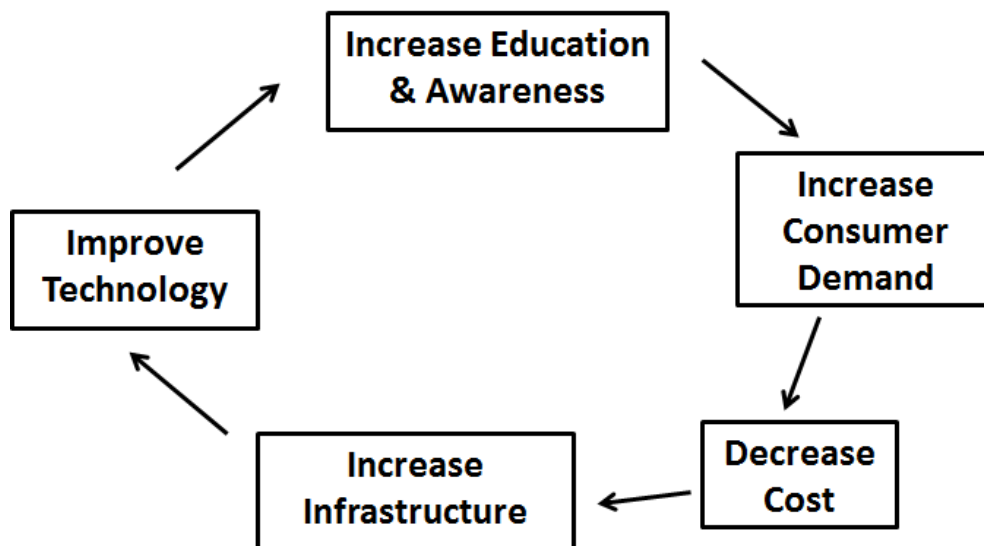 Increase Education
& Awareness
Increase
Consumer
Demand
Decrease
Cost
Increase
Infrastructure
Improve
Technology